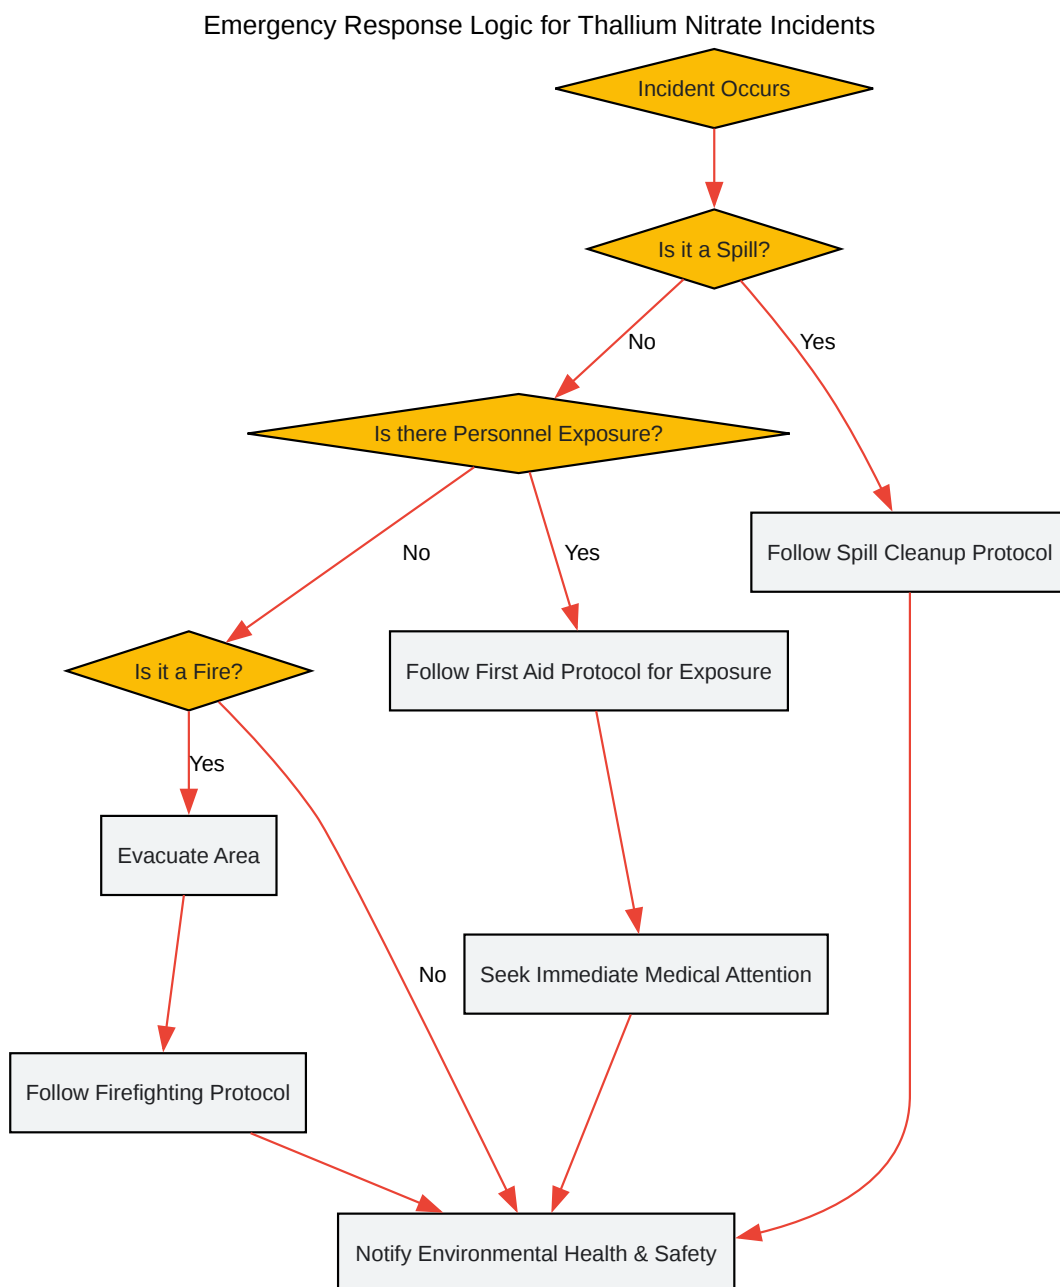 Emergency Response Logic for Thallium Nitrate Incidents
Incident Occurs
Is it a Spill?
No
Yes
Is there Personnel Exposure?
No
Yes
Follow Spill Cleanup Protocol
Is it a Fire?
Follow First Aid Protocol for Exposure
Yes
Evacuate Area
No
Seek Immediate Medical Attention
Follow Firefighting Protocol
Notify Environmental Health & Safety